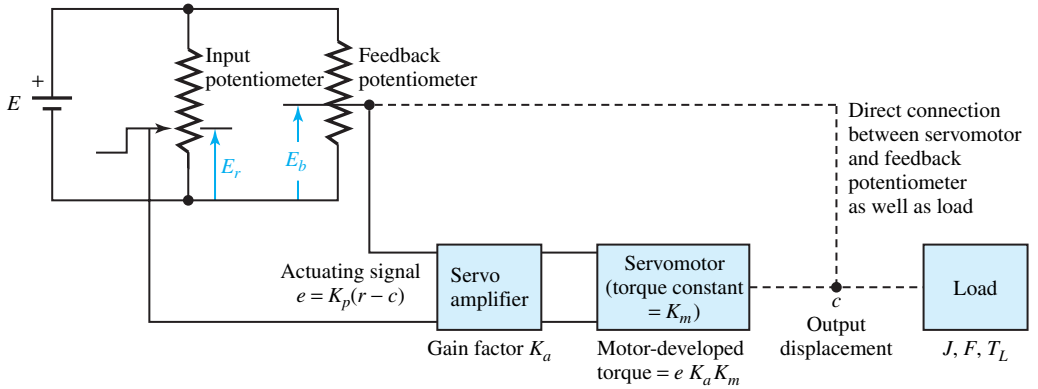 Input
potentiometer
Feedback
potentiometer
+
E
E_r
E_b
Direct connection
between servomotor
and feedback
potentiometer
as well as load
Actuating signal
e = K_p(r − c)
Servo
amplifier
Servomotor
(torque constant
= K_m)
c
Output
displacement
Load
Gain factor K_a
Motor-developed
torque = e K_a K_m
J, F, T_L